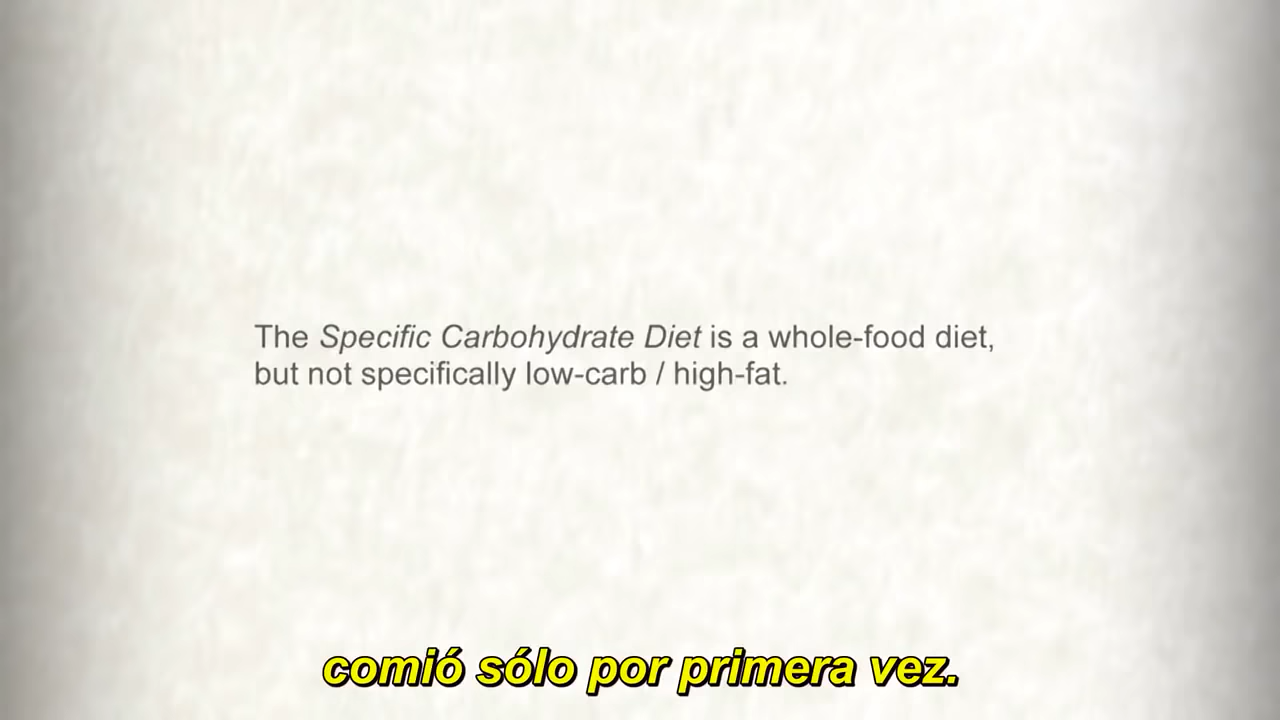 The Specific Carbohydrate Diet is a whole-food diet,
but not specifically low-carb / high-fat.
comió sólo por primera vez.